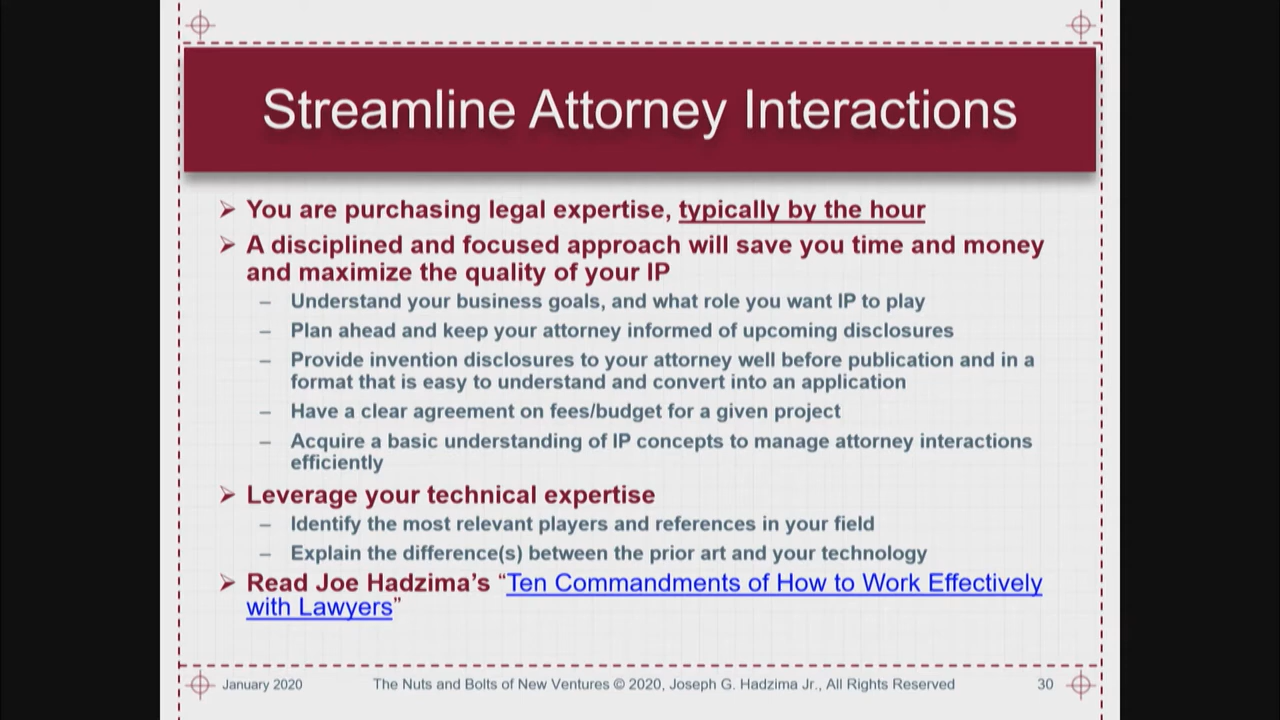 Streamline Attorney Interactions
➢ You are purchasing legal expertise, typically by the hour
➢ A disciplined and focused approach will save you time and money
and maximize the quality of your IP
– Understand your business goals, and what role you want IP to play
– Plan ahead and keep your attorney informed of upcoming disclosures
– Provide invention disclosures to your attorney well before publication and in a
format that is easy to understand and convert into an application
– Have a clear agreement on fees/budget for a given project
– Acquire a basic understanding of IP concepts to manage attorney interactions
efficiently
➢ Leverage your technical expertise
– Identify the most relevant players and references in your field
– Explain the difference(s) between the prior art and your technology
➢ Read Joe Hadzima’s “Ten Commandments of How to Work Effectively
with Lawyers”
January 2020 The Nuts and Bolts of New Ventures © 2020, Joseph G. Hadzima Jr., All Rights Reserved 30